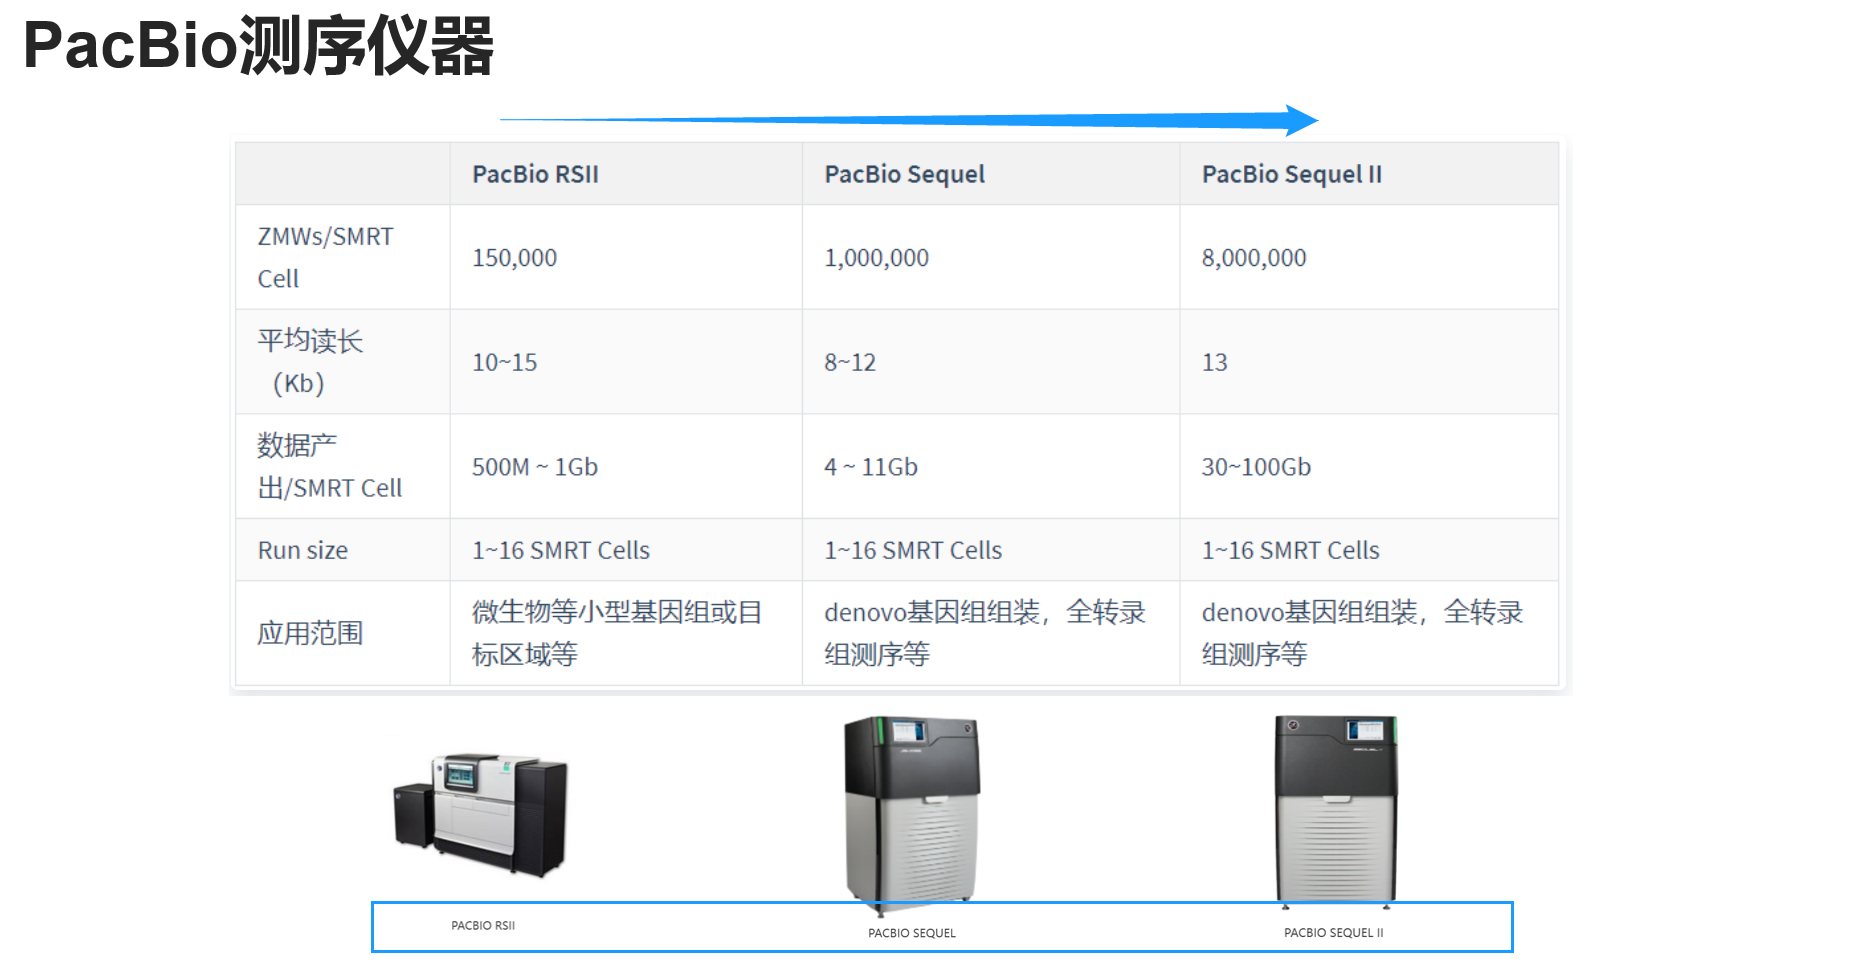 PacBio测序仪器
PacBio RSII
PacBio Sequel
PacBio Sequel II
ZMWs/SMRT
Cell
150,000
1,000,000
8,000,000
平均读长
（Kb）
10~15
8~12
13
数据产
出/SMRT Cell
500M ~ 1Gb
4 ~ 11Gb
30~100Gb
Run size
1~16 SMRT Cells
1~16 SMRT Cells
1~16 SMRT Cells
应用范围
微生物等小型基因组或目
标区域等
denovo基因组组装，全转录
组测序等
denovo基因组组装，全转录
组测序等
PACBIO RSII
PACBIO SEQUEL
PACBIO SEQUEL II